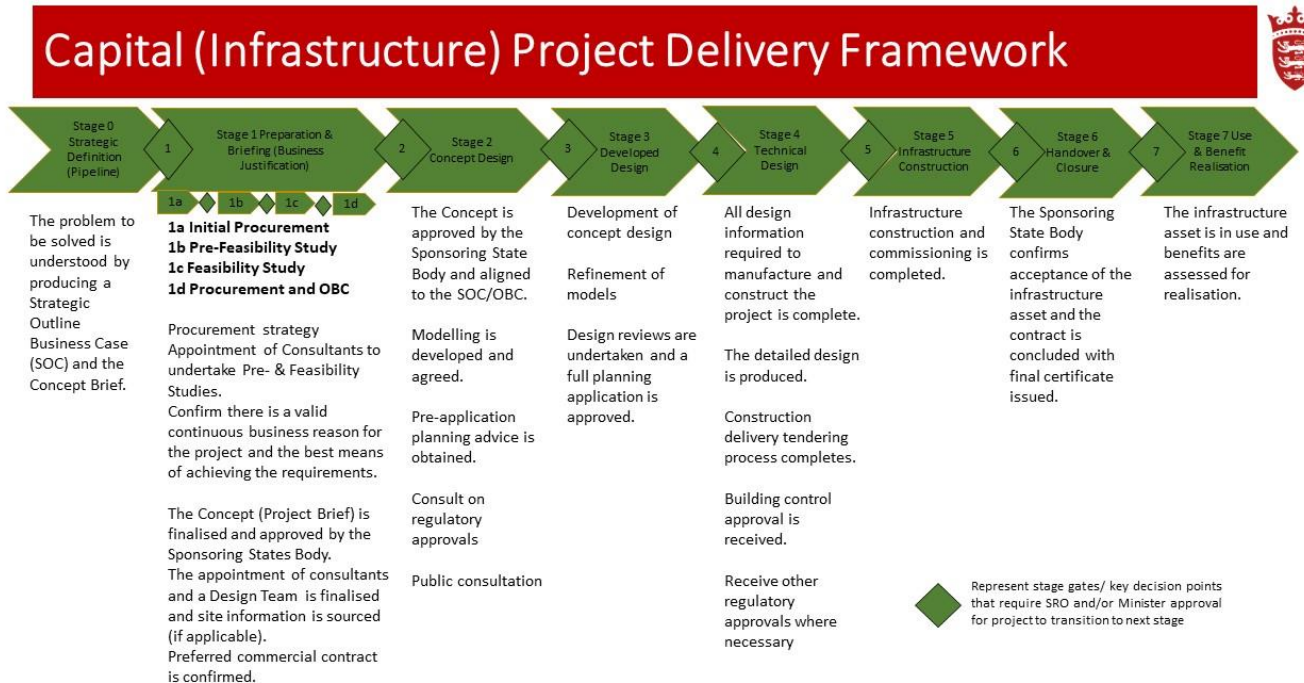 Capital (Infrastructure) Project Delivery Framework
Stage 0
Strategic
Definition
(Pipeline)
1
Stage 1 Preparation &
Briefing (Business
Justification)
2
Stage 2
Concept Design
3
Stage 3
Developed
Design
4
Stage 4
Technical
Design
5
Stage 5
Infrastructure
Construction
6
Stage 6
Handover &
Closure
7
Stage 7 Use
& Benefit
Realisation
1a
1b
1c
1d
The problem to
be solved is
understood by
producing a
Strategic
Outline
Business Case
(SOC) and the
Concept Brief.
1a Initial Procurement
1b Pre-Feasibility Study
1c Feasibility Study
1d Procurement and OBC
Procurement strategy
Appointment of Consultants to
undertake Pre- & Feasibility
Studies.
Confirm there is a valid
continuous business reason for
the project and the best means
of achieving the requirements.
The Concept (Project Brief) is
finalised and approved by the
Sponsoring States Body.
The appointment of consultants
and a Design Team is finalised
and site information is sourced
(if applicable).
Preferred commercial contract
is confirmed.
The Concept is
approved by the
Sponsoring State
Body and aligned
to the SOC/OBC.
Modelling is
developed and
agreed.
Pre-application
planning advice is
obtained.
Consult on
regulatory
approvals
Public consultation
Development of
concept design
Refinement of
models
Design reviews are
undertaken and a
full planning
application is
approved.
All design
information
required to
manufacture and
construct the
project is complete.
The detailed design
is produced.
Construction
delivery tendering
process completes.
Building control
approval is
received.
Receive other
regulatory
approvals where
necessary
Infrastructure
construction and
commissioning is
completed.
The Sponsoring
State Body
confirms
acceptance of the
infrastructure
asset and the
contract is
concluded with
final certificate
issued.
The infrastructure
asset is in use and
benefits are
assessed for
realisation.
Represent stage gates/ key decision points
that require SRO and/or Minister approval
for project to transition to next stage